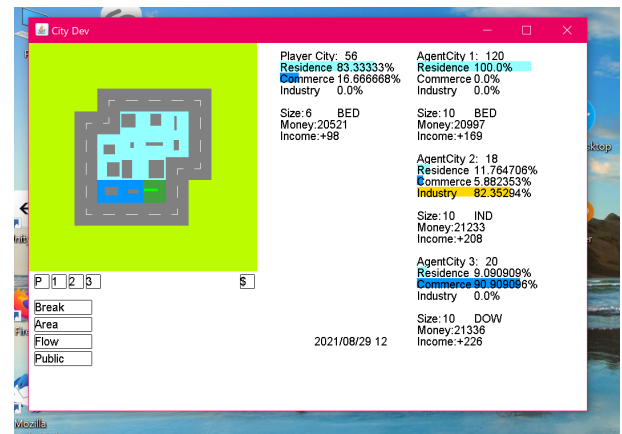 City Dev
Player City: 56
Residence 83.33333%
Commerce 16.666668%
Industry 0.0%
Size:6 BED
Money:20521
Income:+98
AgentCity 1: 120
Residence 100.0%
Commerce 0.0%
Industry 0.0%
Size:10 BED
Money:20997
Income:+169
AgentCity 2: 18
Residence 11.764706%
Commerce 5.882353%
Industry 82.35294%
Size:10 IND
Money:21233
Income:+208
AgentCity 3: 20
Residence 9.090909%
Commerce 90.909096%
Industry 0.0%
Size:10 DOW
Money:21336
Income:+226
P 1 2 3 $
Break
Area
Flow
Public
2021/08/29 12
Mozilla